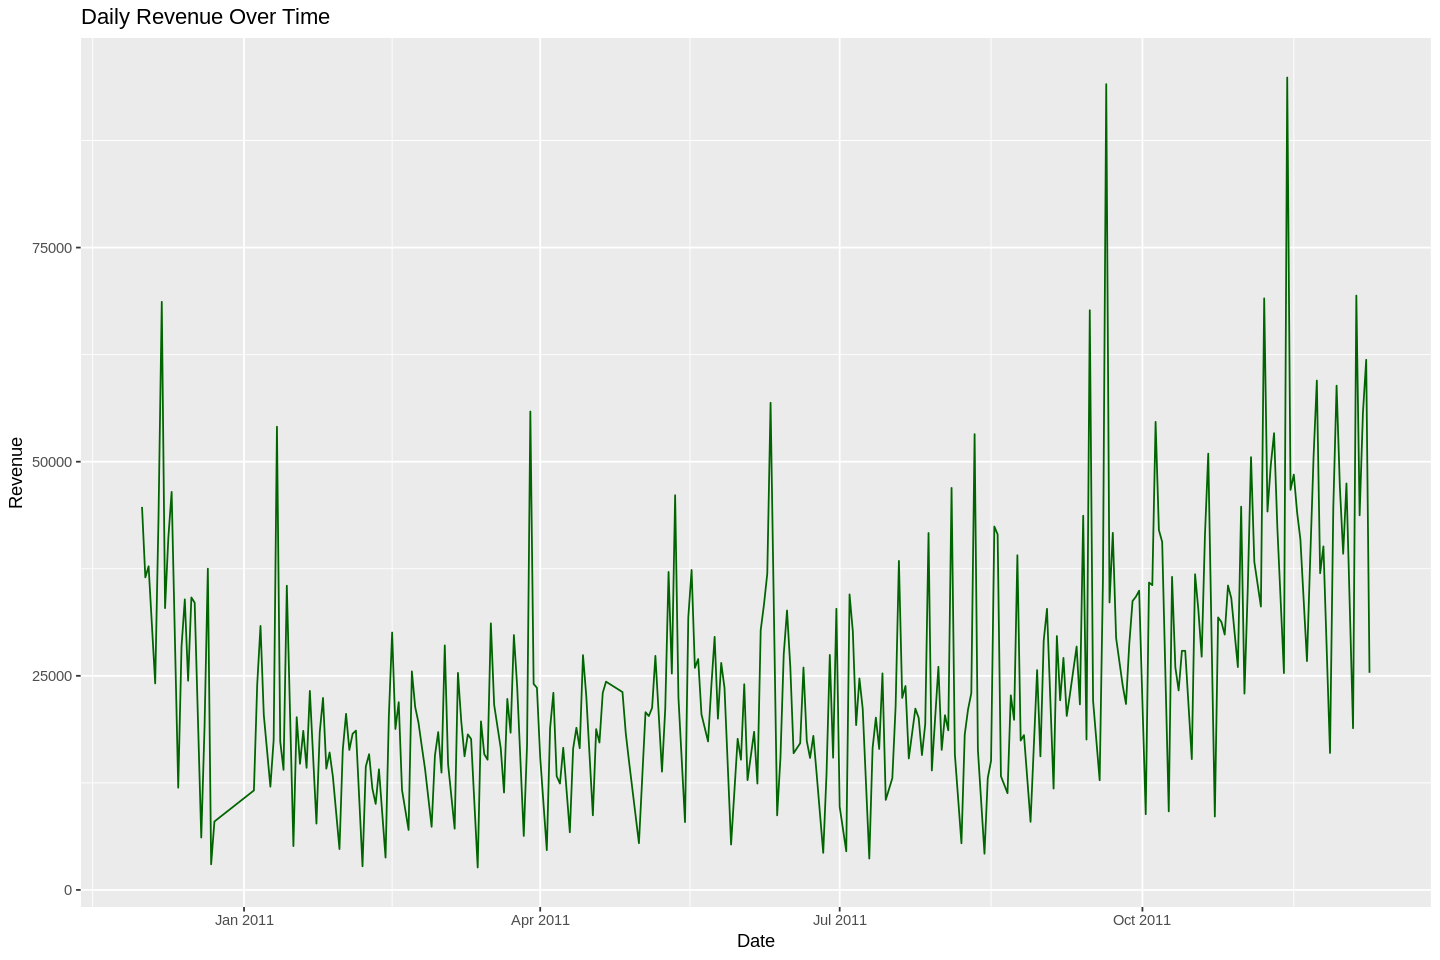 Daily Revenue Over Time
75000
50000
25000
0
Revenue
Jan 2011
Apr 2011
Jul 2011
Oct 2011
Date